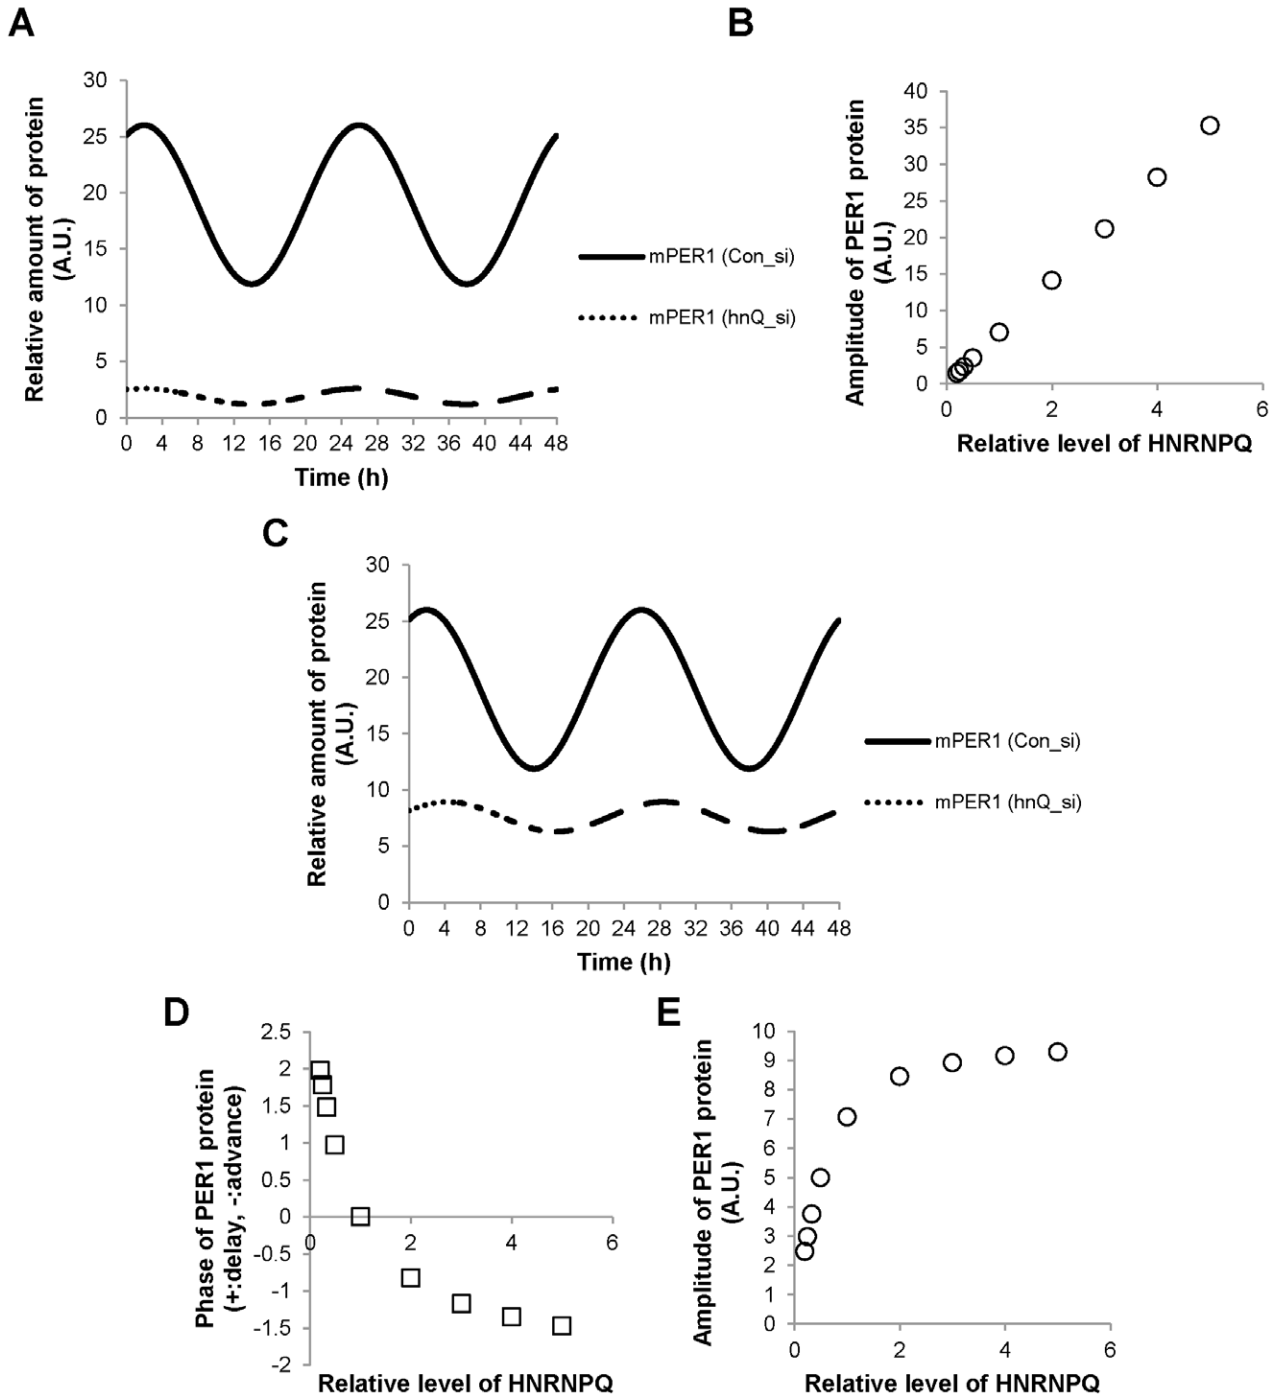 A
Relative amount of protein
(A.U.)
30
25
20
15
10
5
0
0 4 8 12 16 20 24 28 32 36 40 44 48
Time (h)
mPER1 (Con_si)
mPER1 (hnQ_si)
B
Amplitude of PER1 protein
(A.U.)
40
35
30
25
20
15
10
5
0
0 2 4 6
Relative level of HNRNPQ
C
Relative amount of protein
(A.U.)
30
25
20
15
10
5
0
0 4 8 12 16 20 24 28 32 36 40 44 48
Time (h)
mPER1 (Con_si)
mPER1 (hnQ_si)
D
Phase of PER1 protein
(+:delay, -:advance)
2.5
2
1.5
1
0.5
0
-0.5
-1
-1.5
-2
0 2 4 6
Relative level of HNRNPQ
E
Amplitude of PER1 protein
(A.U.)
10
9
8
7
6
5
4
3
2
1
0
0 2 4 6
Relative level of HNRNPQ